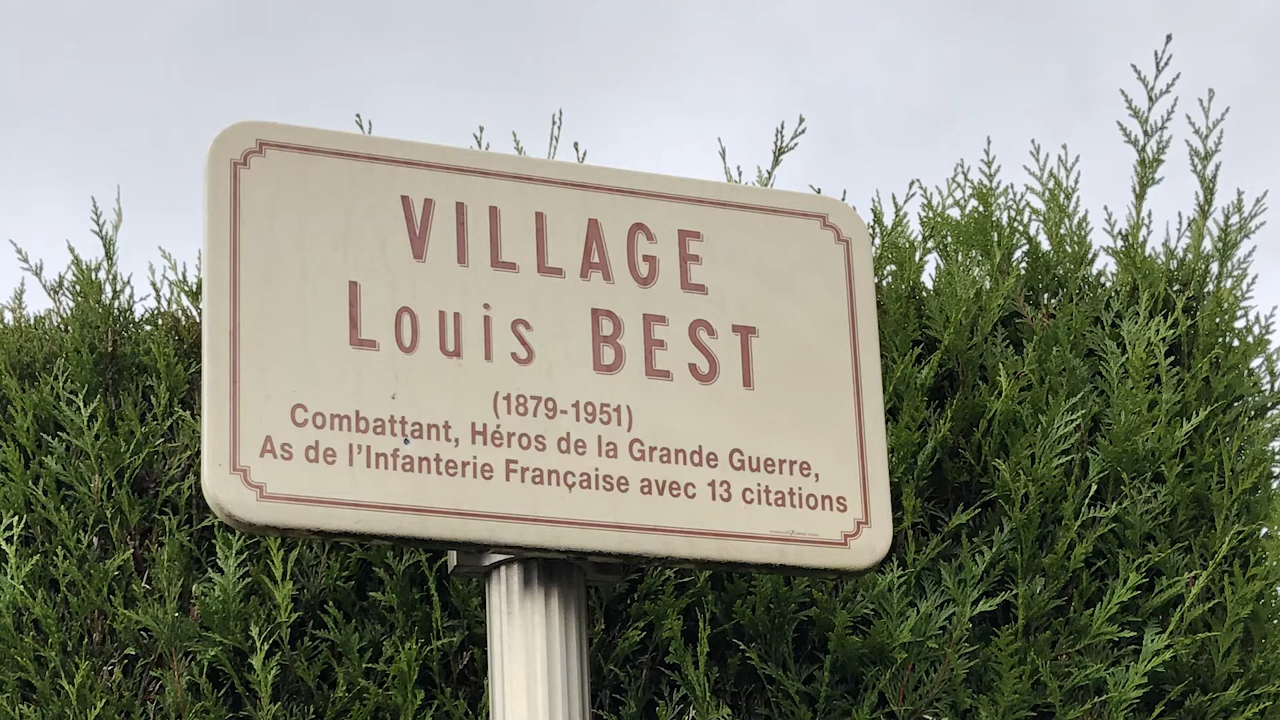 VILLAGE
Louis BEST
(1879-1951)
Combattant, Héros de la Grande Guerre,
As de l'Infanterie Française avec 13 citations